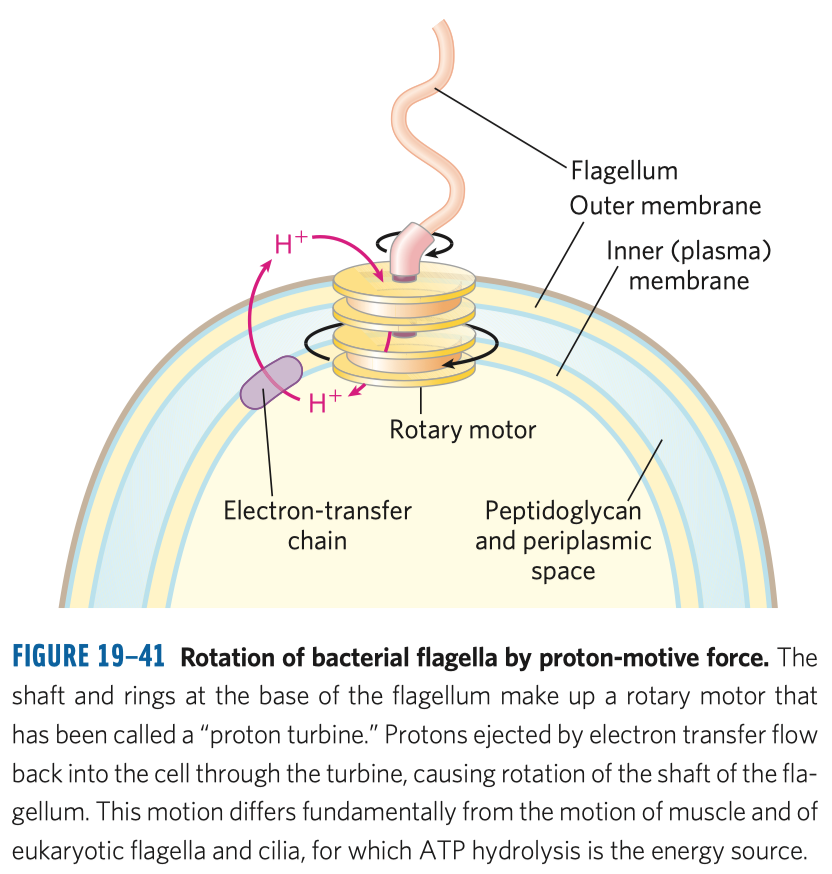 Flagellum
Outer membrane
Inner (plasma)
membrane
H+
H+
Rotary motor
Electron-transfer
chain
Peptidoglycan
and periplasmic
space
FIGURE 19–41 Rotation of bacterial flagella by proton-motive force. The
shaft and rings at the base of the flagellum make up a rotary motor that
has been called a “proton turbine.” Protons ejected by electron transfer flow
back into the cell through the turbine, causing rotation of the shaft of the fla-
gellum. This motion differs fundamentally from the motion of muscle and of
eukaryotic flagella and cilia, for which ATP hydrolysis is the energy source.